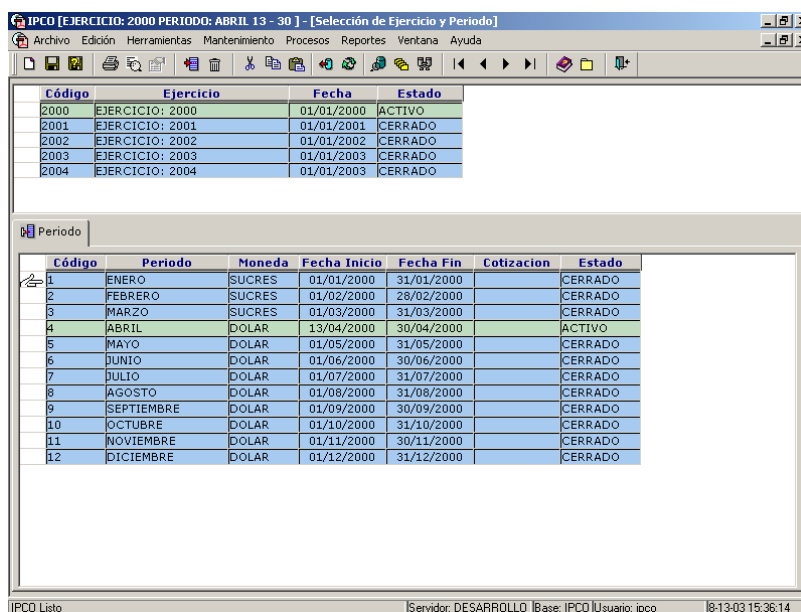 IPCO [EJERCICIO: 2000 PERIODO: ABRIL 13 - 30 ] - [Selección de Ejercicio y Periodo]
Archivo Edición Herramientas Mantenimiento Procesos Reportes Ventana Ayuda
Código Ejercicio Fecha Estado
2000 EJERCICIO: 2000 01/01/2000 ACTIVO
2001 EJERCICIO: 2001 01/01/2001 CERRADO
2002 EJERCICIO: 2002 01/01/2002 CERRADO
2003 EJERCICIO: 2003 01/01/2003 CERRADO
2004 EJERCICIO: 2004 01/01/2003 CERRADO
Periodo
Código Periodo Moneda Fecha Inicio Fecha Fin Cotizacion Estado
1 ENERO SUCRES 01/01/2000 31/01/2000 CERRADO
2 FEBRERO SUCRES 01/02/2000 28/02/2000 CERRADO
3 MARZO SUCRES 01/03/2000 31/03/2000 CERRADO
4 ABRIL DOLAR 13/04/2000 30/04/2000 ACTIVO
5 MAYO DOLAR 01/05/2000 31/05/2000 CERRADO
6 JUNIO DOLAR 01/06/2000 30/06/2000 CERRADO
7 JULIO DOLAR 01/07/2000 31/07/2000 CERRADO
8 AGOSTO DOLAR 01/08/2000 31/08/2000 CERRADO
9 SEPTIEMBRE DOLAR 01/09/2000 30/09/2000 CERRADO
10 OCTUBRE DOLAR 01/10/2000 31/10/2000 CERRADO
11 NOVIEMBRE DOLAR 01/11/2000 30/11/2000 CERRADO
12 DICIEMBRE DOLAR 01/12/2000 31/12/2000 CERRADO
IPCO Listo Servidor: DESARROLLO Base: IPCO Usuario: ipco 8-13-03 15:36:14